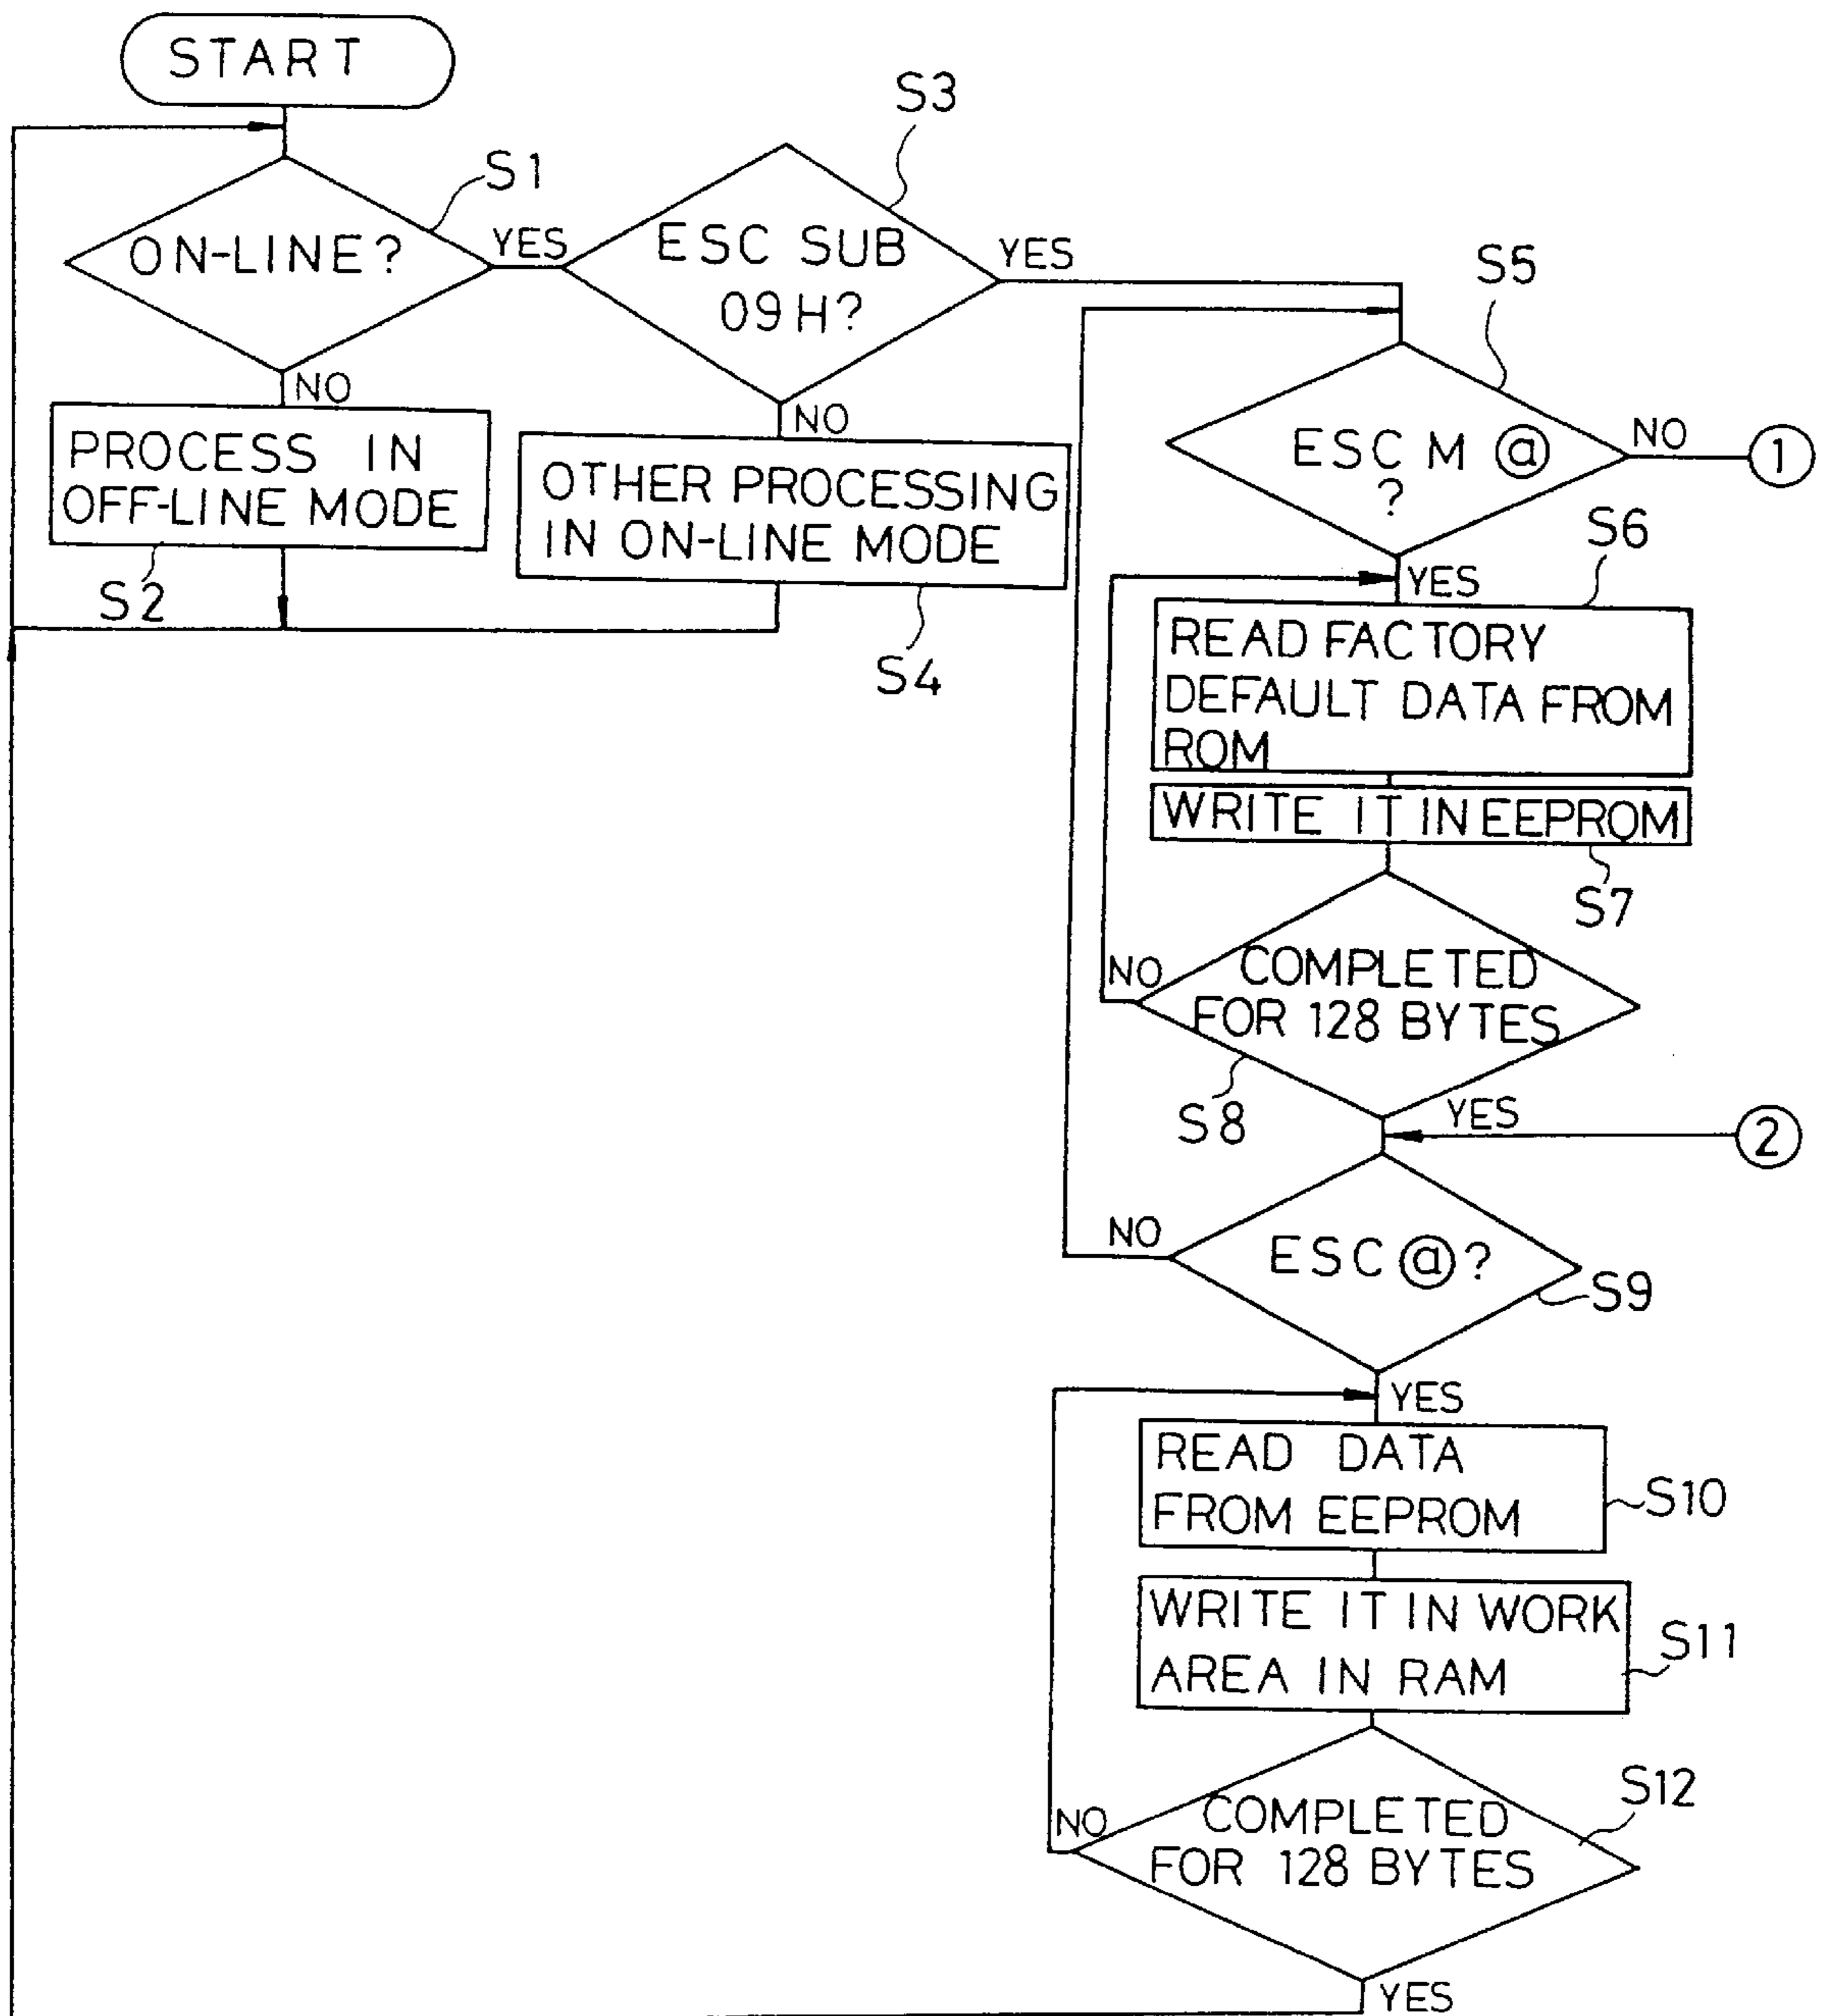 START
S3
S1
ON-LINE?
YES
ESC SUB
09H?
YES
S5
NO
NO
ESC M @
?
NO
1
PROCESS IN
OFF-LINE MODE
OTHER PROCESSING
IN ON-LINE MODE
S6
S2
YES
S4
READ FACTORY
DEFAULT DATA FROM
ROM
WRITE IT IN EEPROM
S7
NO
COMPLETED
FOR 128 BYTES
S8
YES
2
NO
ESC @?
S9
YES
READ DATA
FROM EEPROM
S10
WRITE IT IN WORK
AREA IN RAM
S11
S12
NO
COMPLETED
FOR 128 BYTES
YES